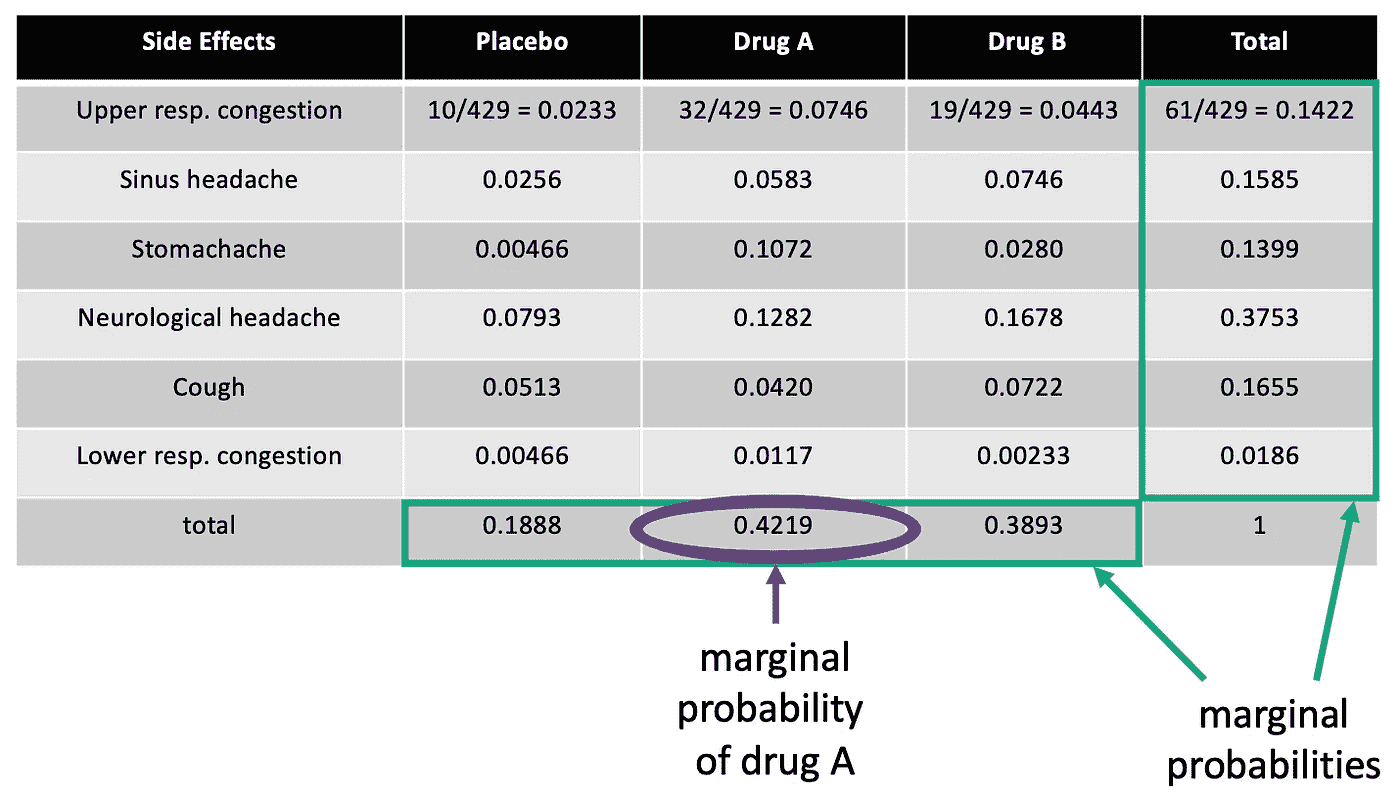 Side Effects Placebo Drug A Drug B Total
Upper resp. congestion 10/429 = 0.0233 32/429 = 0.0746 19/429 = 0.0443 61/429 = 0.1422
Sinus headache 0.0256 0.0583 0.0746 0.1585
Stomachache 0.00466 0.1072 0.0280 0.1399
Neurological headache 0.0793 0.1282 0.1678 0.3753
Cough 0.0513 0.0420 0.0722 0.1655
Lower resp. congestion 0.00466 0.0117 0.00233 0.0186
total 0.1888 0.4219 0.3893 1
marginal
probability
of drug A
marginal
probabilities